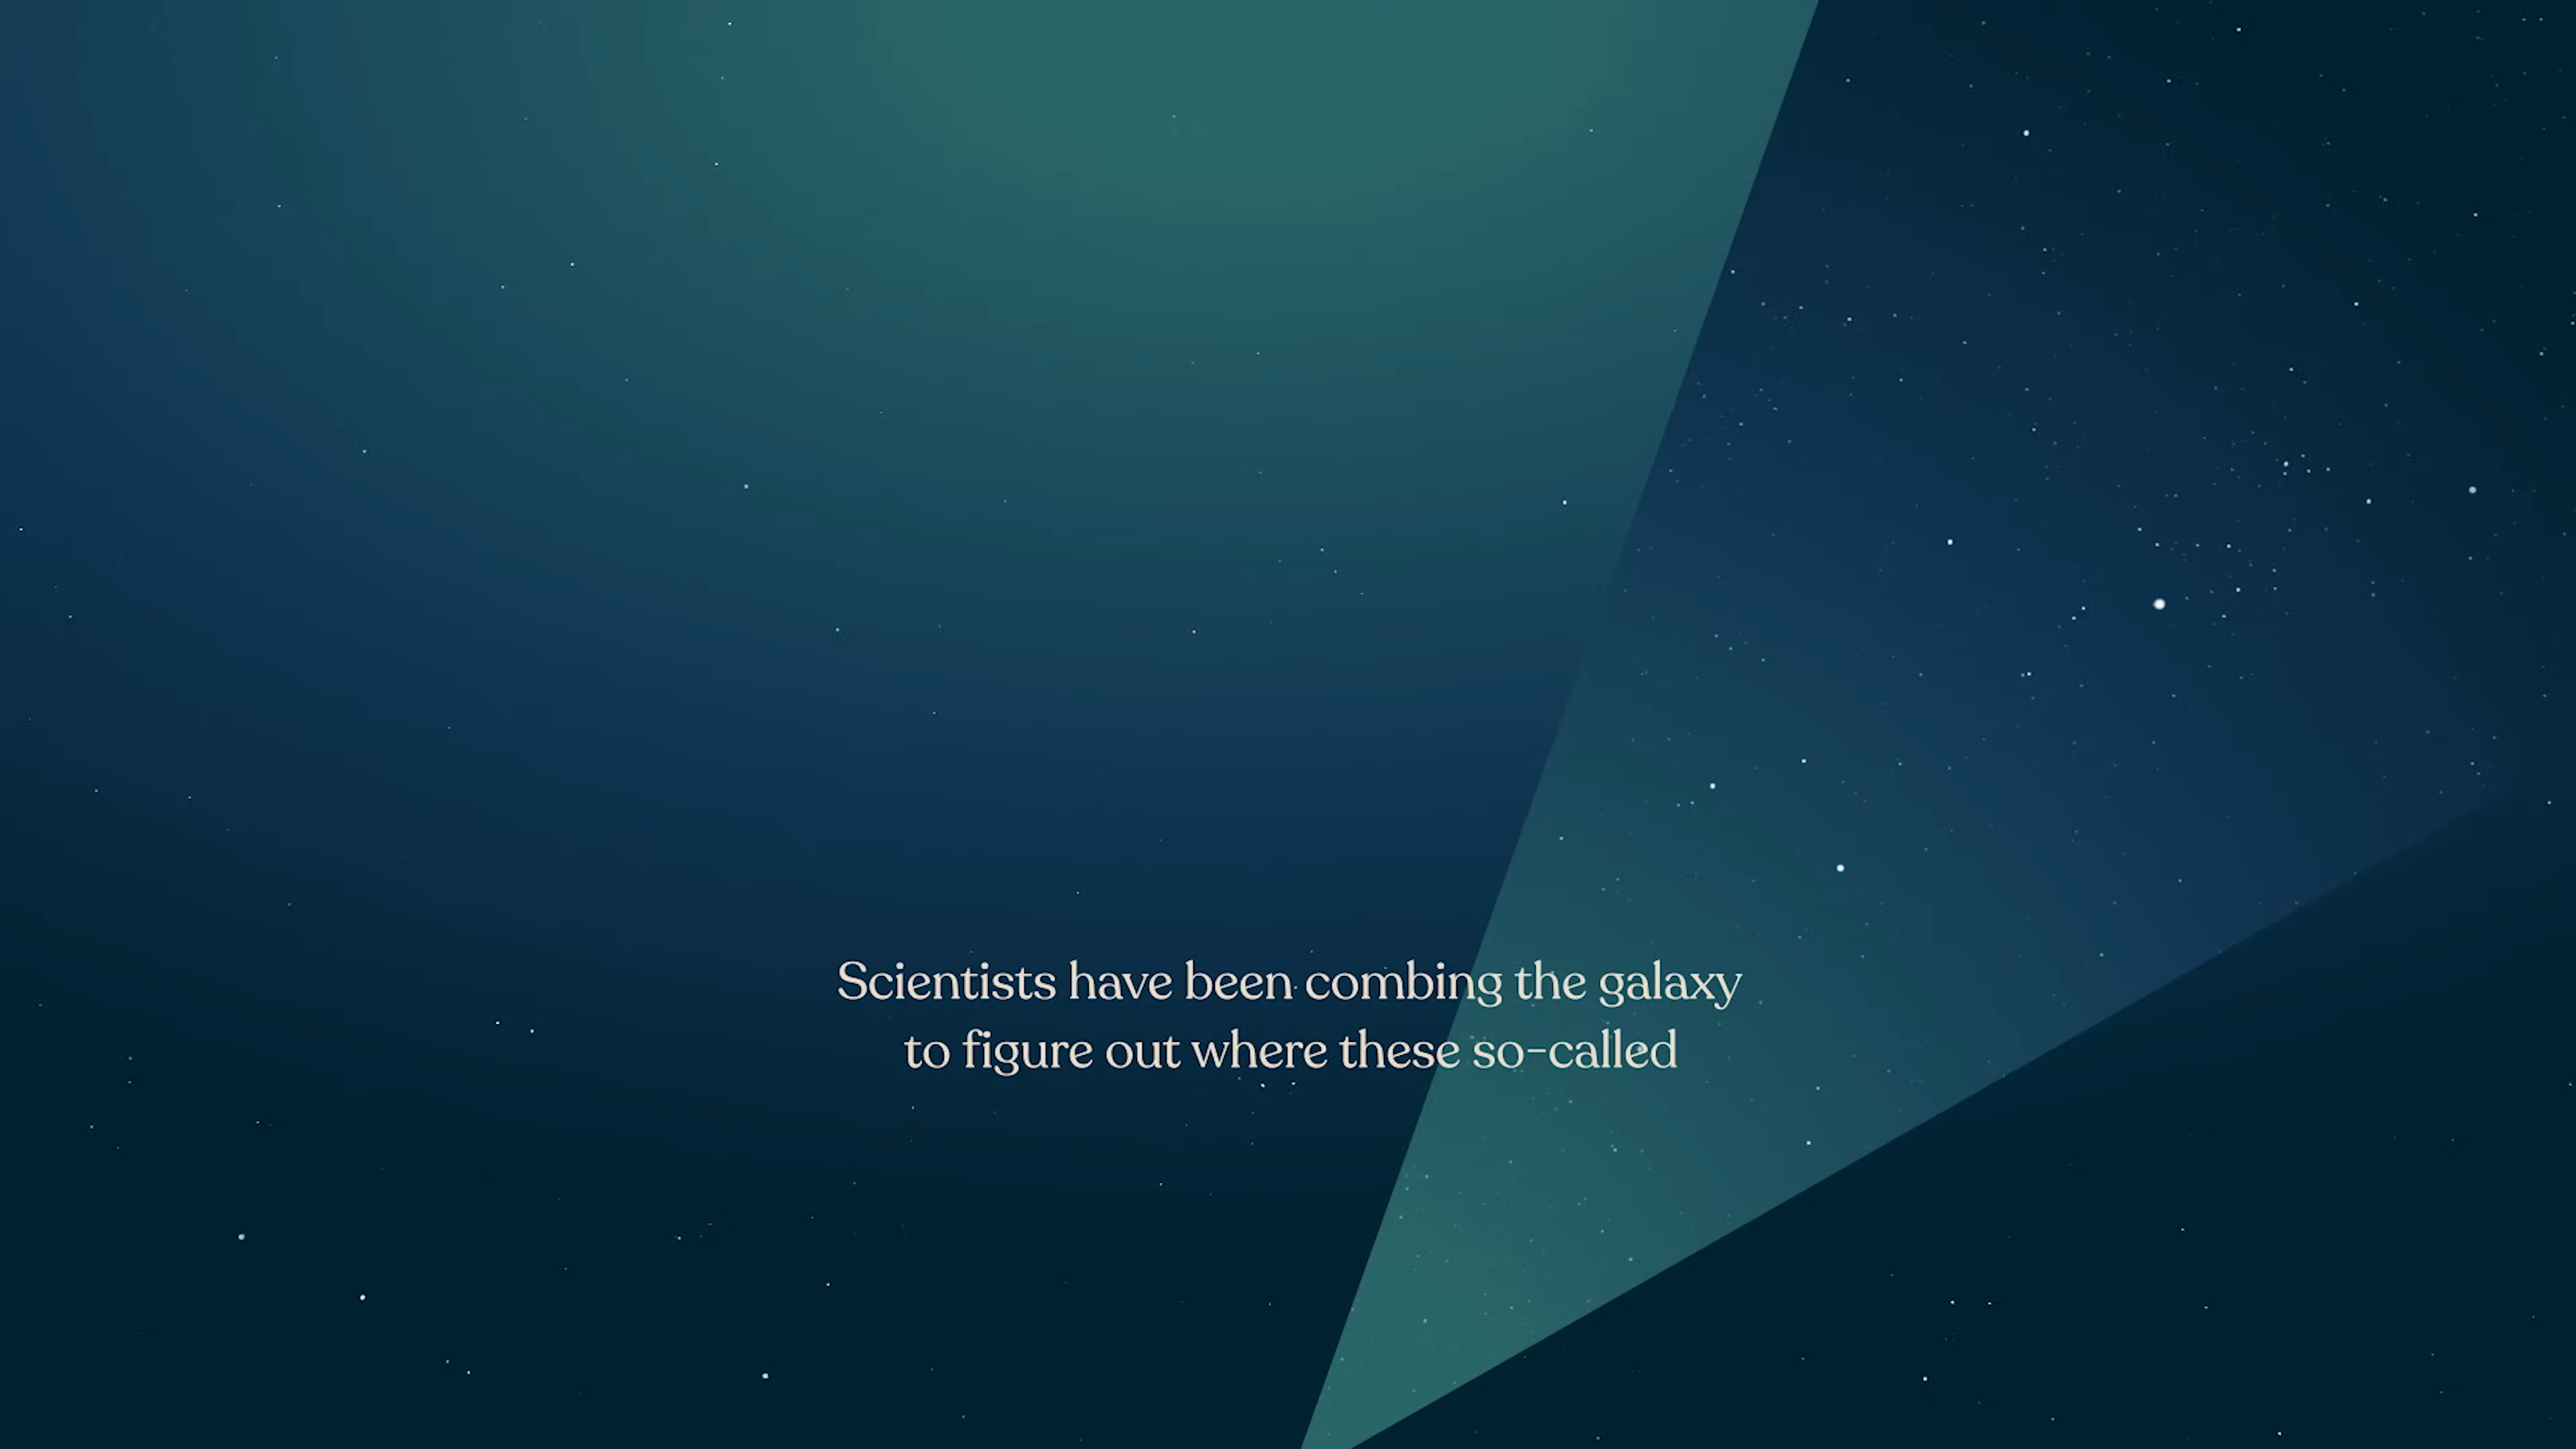 Scientists have been combing the galaxy
to figure out where these so-called